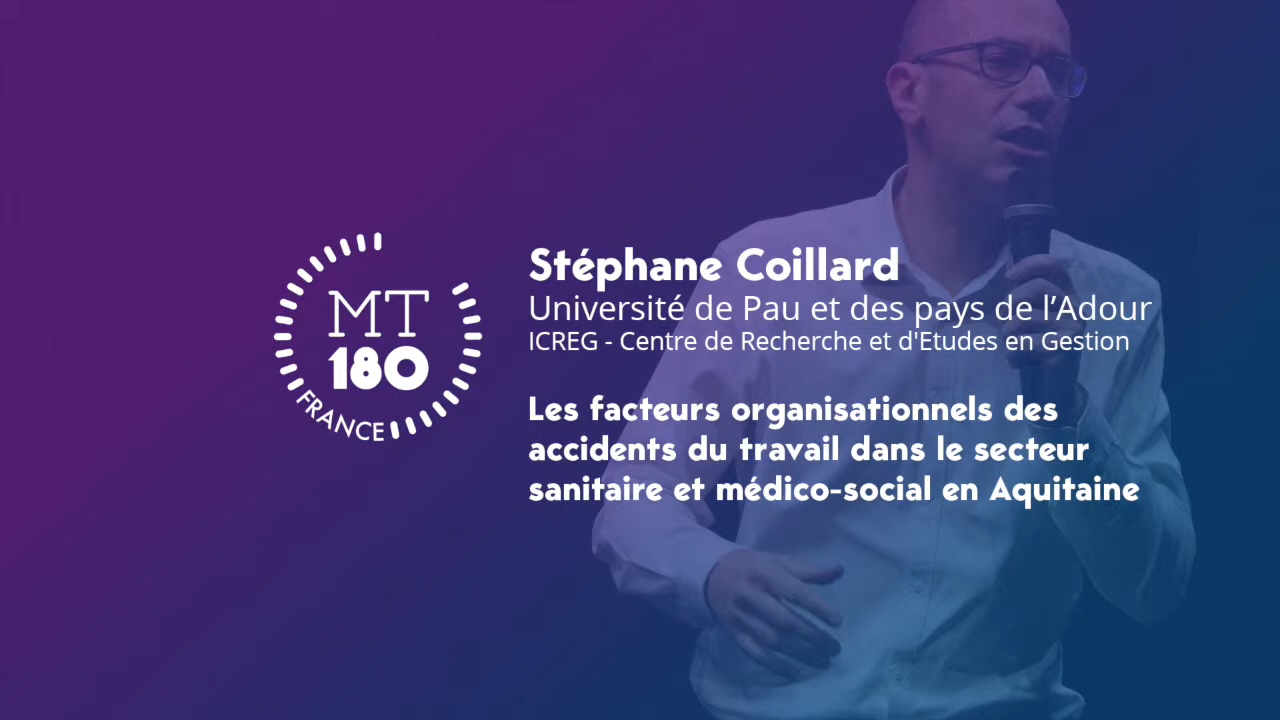 MT
180
FRANCE
Stéphane Coillard
Université de Pau et des pays de l’Adour
ICREG - Centre de Recherche et d'Etudes en Gestion
Les facteurs organisationnels des
accidents du travail dans le secteur
sanitaire et médico-social en Aquitaine